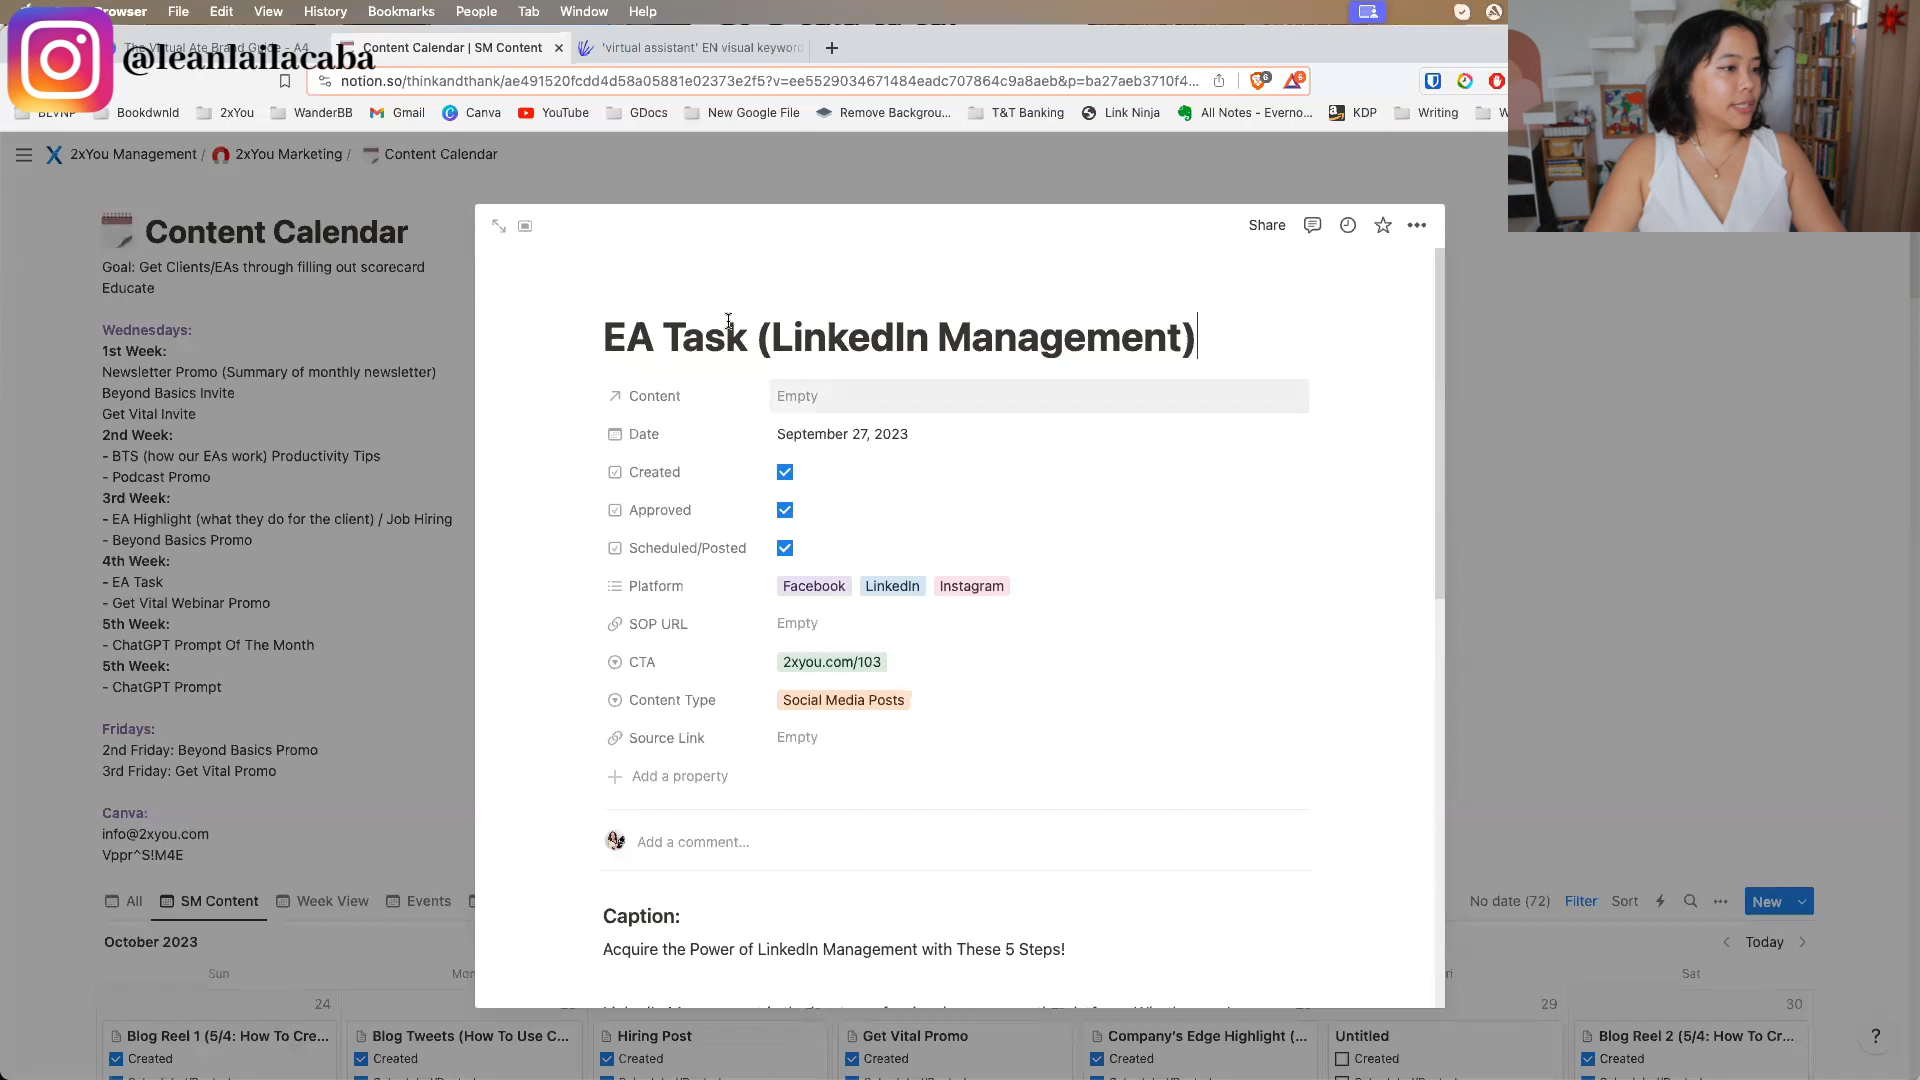 Browser File Edit View History Bookmarks People Tab Window Help
The Virtual Ate Brand Guide - A4
Content Calendar | SM Content
'virtual assistant' EN visual keyword
@leanlailacaba
notion.so/thinkandthank/ae491520fcdd4d58a05881e02373e2f5?v=ee5529034671484eadc707864c9a8aeb&p=ba27aeb3710f4...
BLVNP Bookdwnld 2xYou WanderBB Gmail Canva YouTube GDocs New Google File Remove Backgrou... T&T Banking Link Ninja All Notes - Everno... KDP Writing
2xYou Management / 2xYou Marketing / Content Calendar
Content Calendar
Goal: Get Clients/EAs through filling out scorecard
Educate
Wednesdays:
1st Week:
Newsletter Promo (Summary of monthly newsletter)
Beyond Basics Invite
Get Vital Invite
2nd Week:
- BTS (how our EAs work) Productivity Tips
- Podcast Promo
3rd Week:
- EA Highlight (what they do for the client) / Job Hiring
- Beyond Basics Promo
4th Week:
- EA Task
- Get Vital Webinar Promo
5th Week:
- ChatGPT Prompt Of The Month
5th Week:
- ChatGPT Prompt
Fridays:
2nd Friday: Beyond Basics Promo
3rd Friday: Get Vital Promo
Canva:
info@2xyou.com
Vppr^S!M4E
Share
EA Task (LinkedIn Management)
Content Empty
Date September 27, 2023
Created
Approved
Scheduled/Posted
Platform Facebook LinkedIn Instagram
SOP URL Empty
CTA 2xyou.com/103
Content Type Social Media Posts
Source Link Empty
Add a property
Add a comment...
Caption:
Acquire the Power of LinkedIn Management with These 5 Steps!
All SM Content Week View Events
No date (72) Filter Sort New
October 2023
Today
Sun Mon Sat
24 29 30
Blog Reel 1 (5/4: How To Cre... Blog Tweets (How To Use C... Hiring Post Get Vital Promo Company's Edge Highlight (... Untitled Blog Reel 2 (5/4: How To Cr...
Created Created Created Created Created Created Created